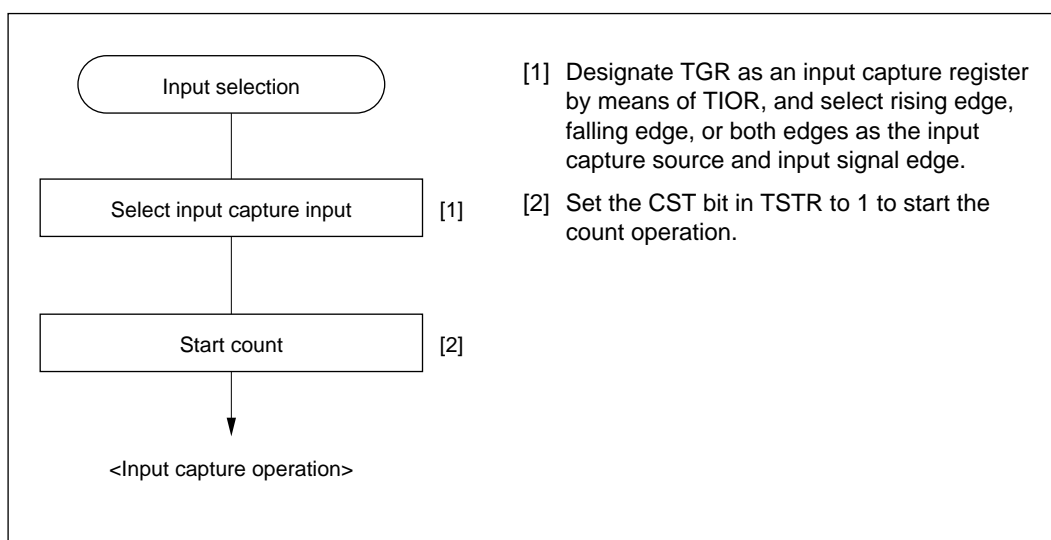 Input selection
Select input capture input [1]
Start count [2]
<Input capture operation>
[1] Designate TGR as an input capture register
by means of TIOR, and select rising edge,
falling edge, or both edges as the input
capture source and input signal edge.
[2] Set the CST bit in TSTR to 1 to start the
count operation.